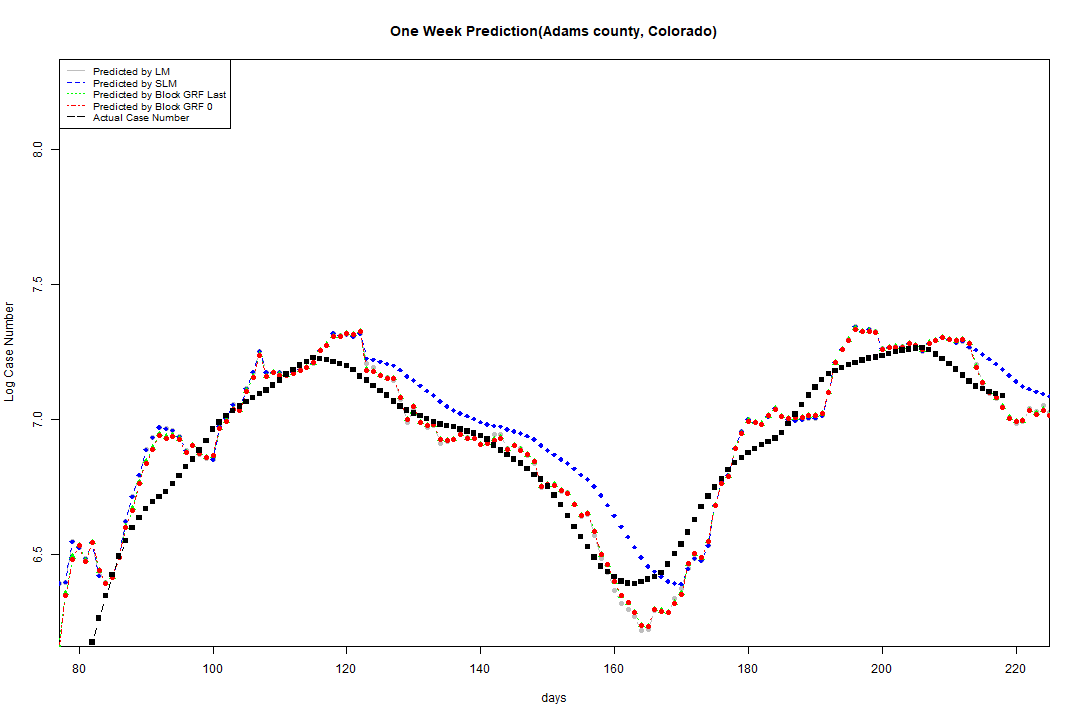 One Week Prediction(Adams county, Colorado)
Predicted by LM
Predicted by SLM
Predicted by Block GRF Last
Predicted by Block GRF 0
Actual Case Number
8.0
7.5
7.0
6.5
Log Case Number
80 100 120 140 160 180 200 220
days